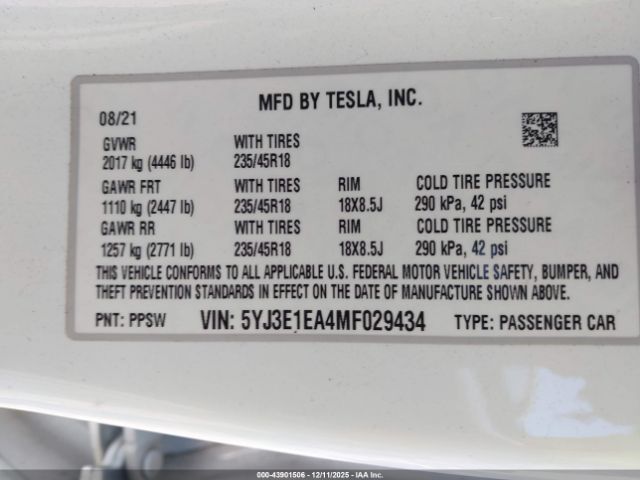 MFD BY TESLA, INC.
08/21
GVWR WITH TIRES
2017 kg (4446 lb) 235/45R18
GAWR FRT WITH TIRES RIM COLD TIRE PRESSURE
1110 kg (2447 lb) 235/45R18 18X8.5J 290 kPa, 42 psi
GAWR RR WITH TIRES RIM COLD TIRE PRESSURE
1257 kg (2771 lb) 235/45R18 18X8.5J 290 kPa, 42 psi
THIS VEHICLE CONFORMS TO ALL APPLICABLE U.S. FEDERAL MOTOR VEHICLE SAFETY, BUMPER, AND
THEFT PREVENTION STANDARDS IN EFFECT ON THE DATE OF MANUFACTURE SHOWN ABOVE.
PNT: PPSW VIN: 5YJ3E1EA4MF029434 TYPE: PASSENGER CAR
000-43901506 - 12/11/2025 - IAA Inc.